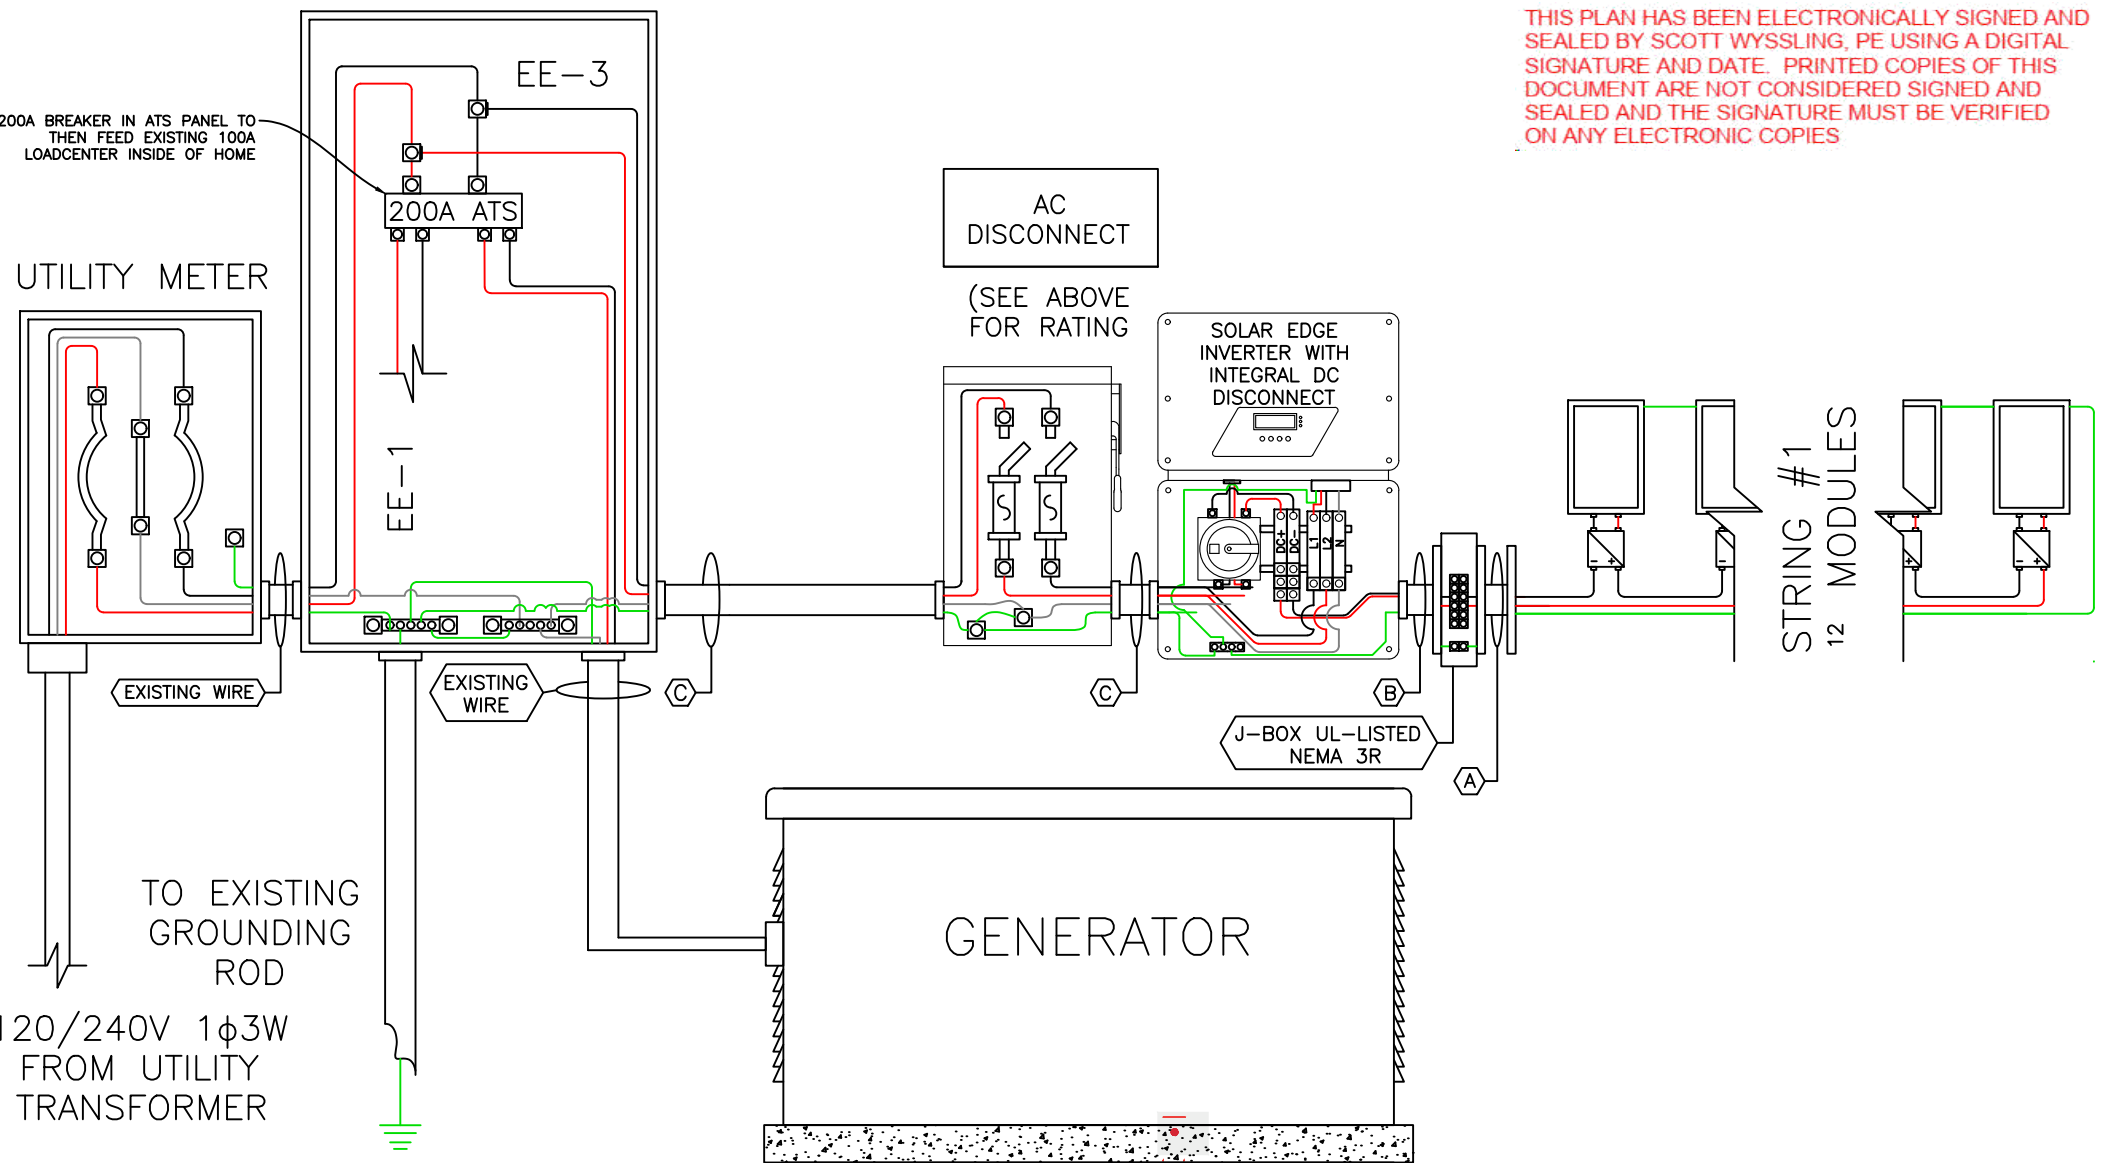 THIS PLAN HAS BEEN ELECTRONICALLY SIGNED AND
SEALED BY SCOTT WYSSLING, PE USING A DIGITAL
SIGNATURE AND DATE. PRINTED COPIES OF THIS
DOCUMENT ARE NOT CONSIDERED SIGNED AND
SEALED AND THE SIGNATURE MUST BE VERIFIED
ON ANY ELECTRONIC COPIES
EE-3
200A BREAKER IN ATS PANEL TO
THEN FEED EXISTING 100A
LOADCENTER INSIDE OF HOME
200A ATS
UTILITY METER
EE-1
AC
DISCONNECT
(SEE ABOVE
FOR RATING
SOLAR EDGE
INVERTER WITH
INTEGRAL DC
DISCONNECT
DC+
DC-
L1
L2
N
- +
-
+
- +
STRING #1
12 MODULES
EXISTING WIRE
EXISTING
WIRE
C
C
B
J-BOX UL-LISTED
NEMA 3R
A
GENERATOR
TO EXISTING
GROUNDING
ROD
120/240V 1ϕ3W
FROM UTILITY
TRANSFORMER